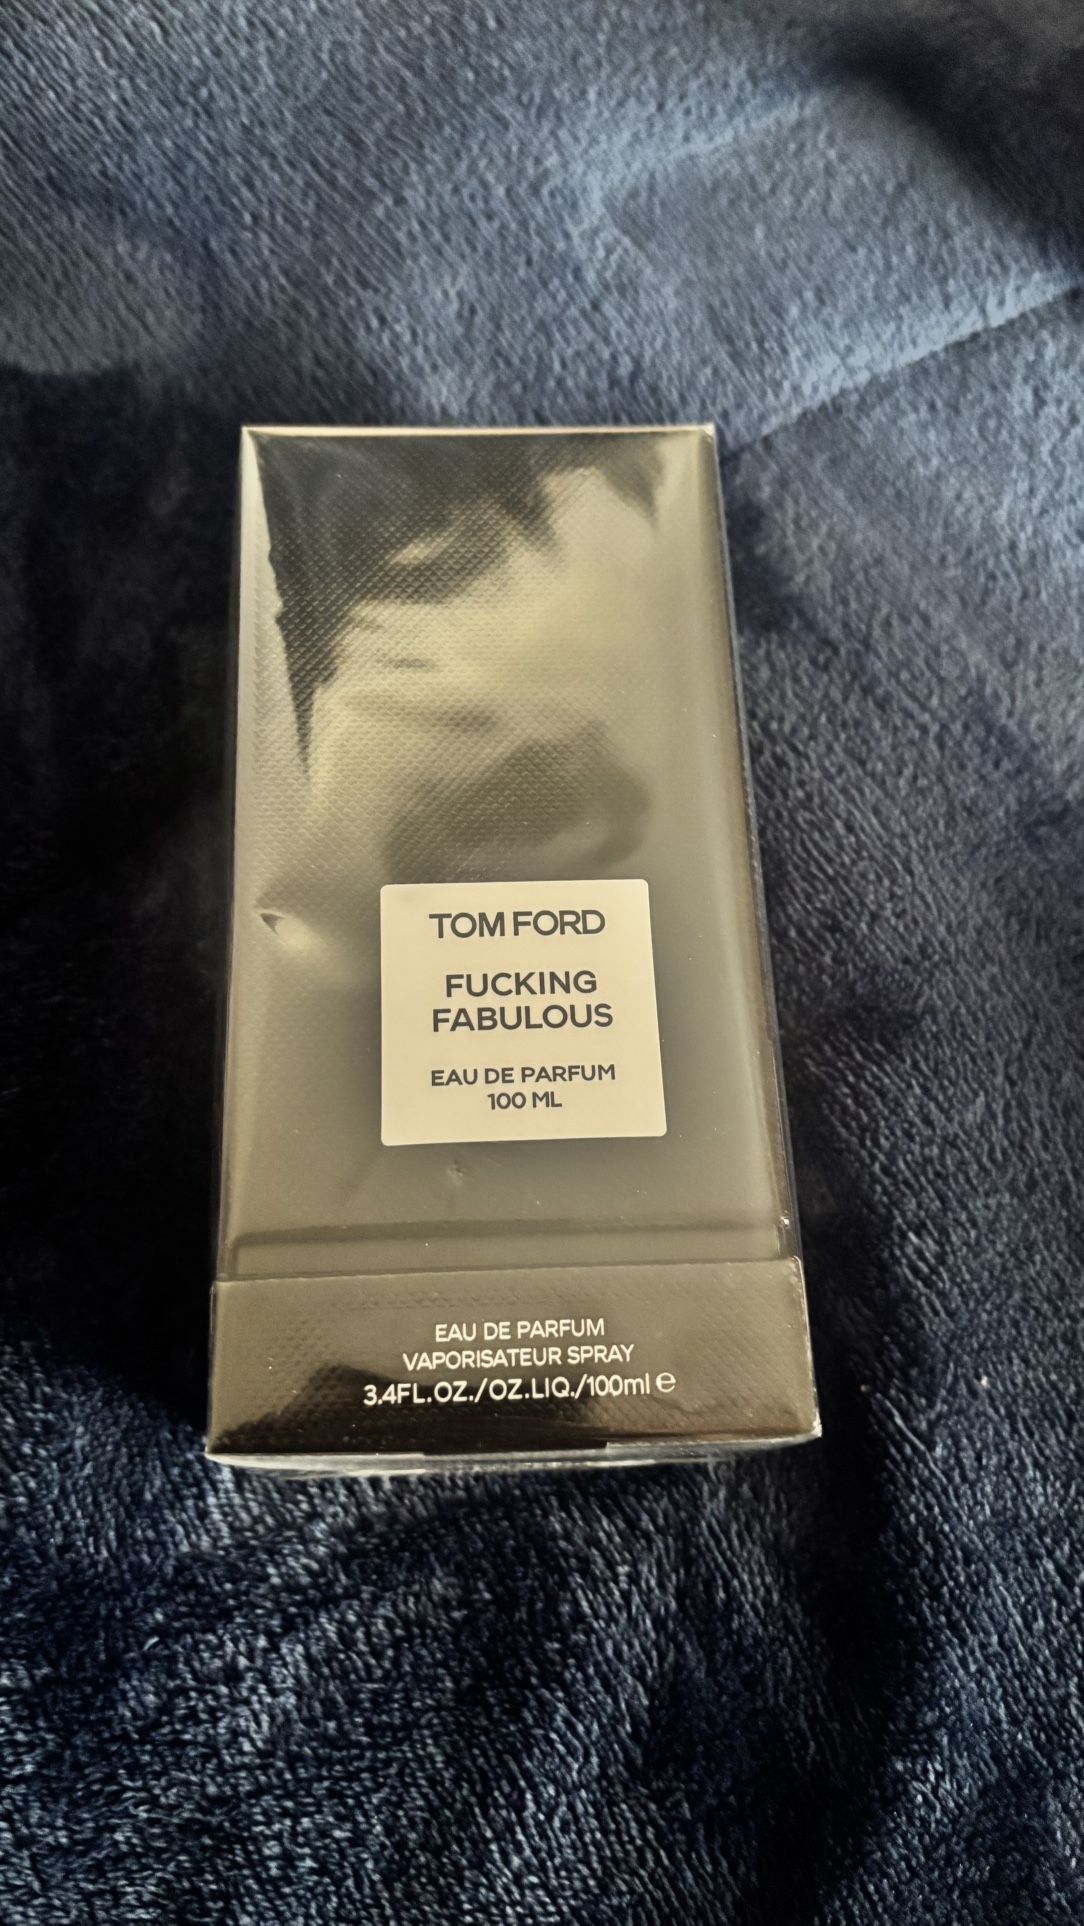 TOM FORD
FUCKING
FABULOUS
EAU DE PARFUM
100 ML
EAU DE PARFUM
VAPORISATEUR SPRAY
3.4FL.OZ./OZ.LIQ./100ml ℮